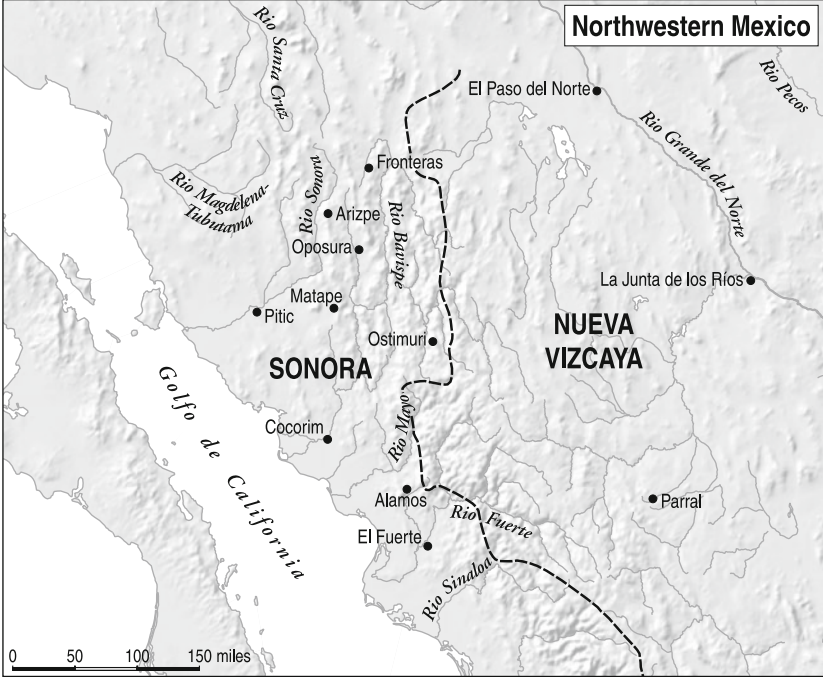 Northwestern Mexico
Rio Santa Cruz
Rio Pecos
El Paso del Norte
Rio Grande del Norte
Fronteras
Rio Magdelena-
Tubutama
Rio Sonora
Arizpe
Rio Bavispe
Oposura
La Junta de los Ríos
Matape
Pitic
NUEVA
VIZCAYA
Ostimuri
SONORA
Golfo de California
Rio Mayo
Cocorim
Alamos
Parral
Rio Fuerte
El Fuerte
Rio Sinaloa
0 50 100 150 miles